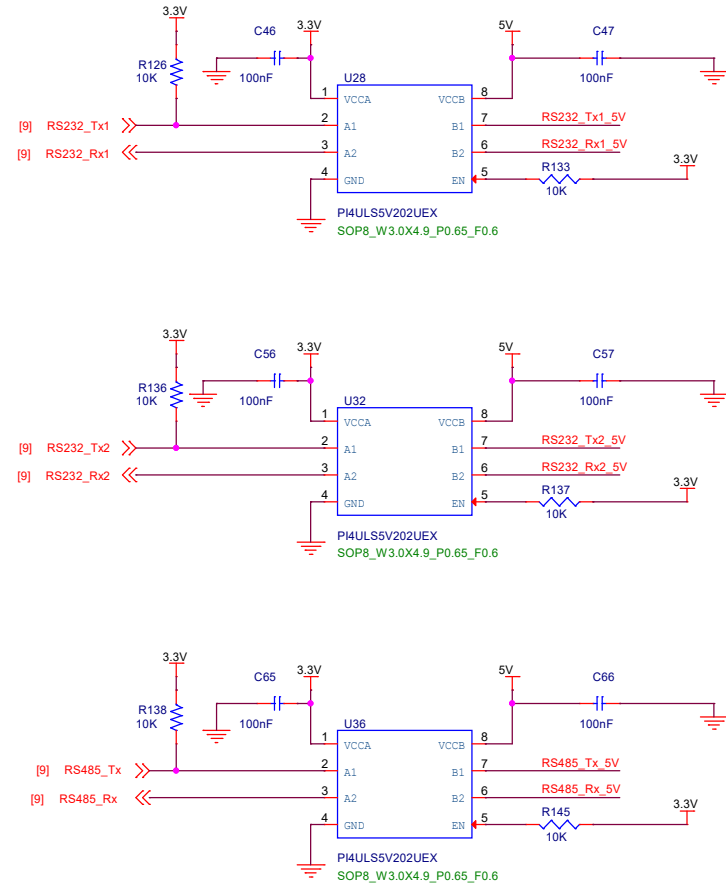 3.3V
C46
3.3V
5V
C47
R126
10K
100nF
100nF
U28
1
VCCA
VCCB
8
[9] RS232_Tx1
2
A1
B1
7
RS232_Tx1_5V
[9] RS232_Rx1
3
A2
B2
6
RS232_Rx1_5V
4
GND
EN
5
R133
10K
3.3V
PI4ULS5V202UEX
SOP8_W3.0X4.9_P0.65_F0.6
3.3V
C56
3.3V
5V
C57
R136
10K
100nF
100nF
U32
1
VCCA
VCCB
8
[9] RS232_Tx2
2
A1
B1
7
RS232_Tx2_5V
[9] RS232_Rx2
3
A2
B2
6
RS232_Rx2_5V
4
GND
EN
5
R137
10K
3.3V
PI4ULS5V202UEX
SOP8_W3.0X4.9_P0.65_F0.6
3.3V
C65
3.3V
5V
C66
R138
10K
100nF
100nF
U36
1
VCCA
VCCB
8
[9] RS485_Tx
2
A1
B1
7
RS485_Tx_5V
[9] RS485_Rx
3
A2
B2
6
RS485_Rx_5V
4
GND
EN
5
R145
10K
3.3V
PI4ULS5V202UEX
SOP8_W3.0X4.9_P0.65_F0.6